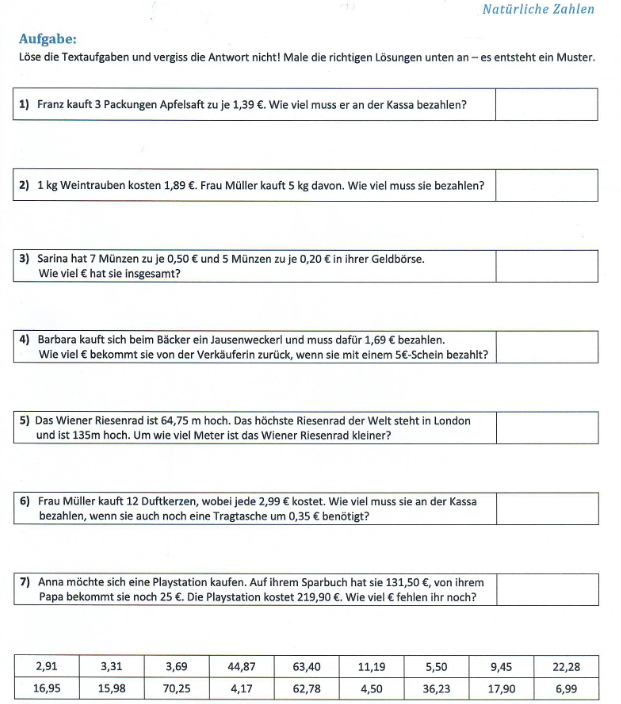 Natürliche Zahlen
Aufgabe:
Löse die Textaufgaben und vergiss die Antwort nicht! Male die richtigen Lösungen unten an – es entsteht ein Muster.
1) Franz kauft 3 Packungen Apfelsaft zu je 1,39 €. Wie viel muss er an der Kassa bezahlen?
2) 1 kg Weintrauben kosten 1,89 €. Frau Müller kauft 5 kg davon. Wie viel muss sie bezahlen?
3) Sarina hat 7 Münzen zu je 0,50 € und 5 Münzen zu je 0,20 € in ihrer Geldbörse.
Wie viel € hat sie insgesamt?
4) Barbara kauft sich beim Bäcker ein Jausenweckerl und muss dafür 1,69 € bezahlen.
Wie viel € bekommt sie von der Verkäuferin zurück, wenn sie mit einem 5€-Schein bezahlt?
5) Das Wiener Riesenrad ist 64,75 m hoch. Das höchste Riesenrad der Welt steht in London
und ist 135m hoch. Um wie viel Meter ist das Wiener Riesenrad kleiner?
6) Frau Müller kauft 12 Duftkerzen, wobei jede 2,99 € kostet. Wie viel muss sie an der Kassa
bezahlen, wenn sie auch noch eine Tragtasche um 0,35 € benötigt?
7) Anna möchte sich eine Playstation kaufen. Auf ihrem Sparbuch hat sie 131,50 €, von ihrem
Papa bekommt sie noch 25 €. Die Playstation kostet 219,90 €. Wie viel € fehlen ihr noch?
2,91 3,31 3,69 44,87 63,40 11,19 5,50 9,45 22,28
16,95 15,98 70,25 4,17 62,78 4,50 36,23 17,90 6,99